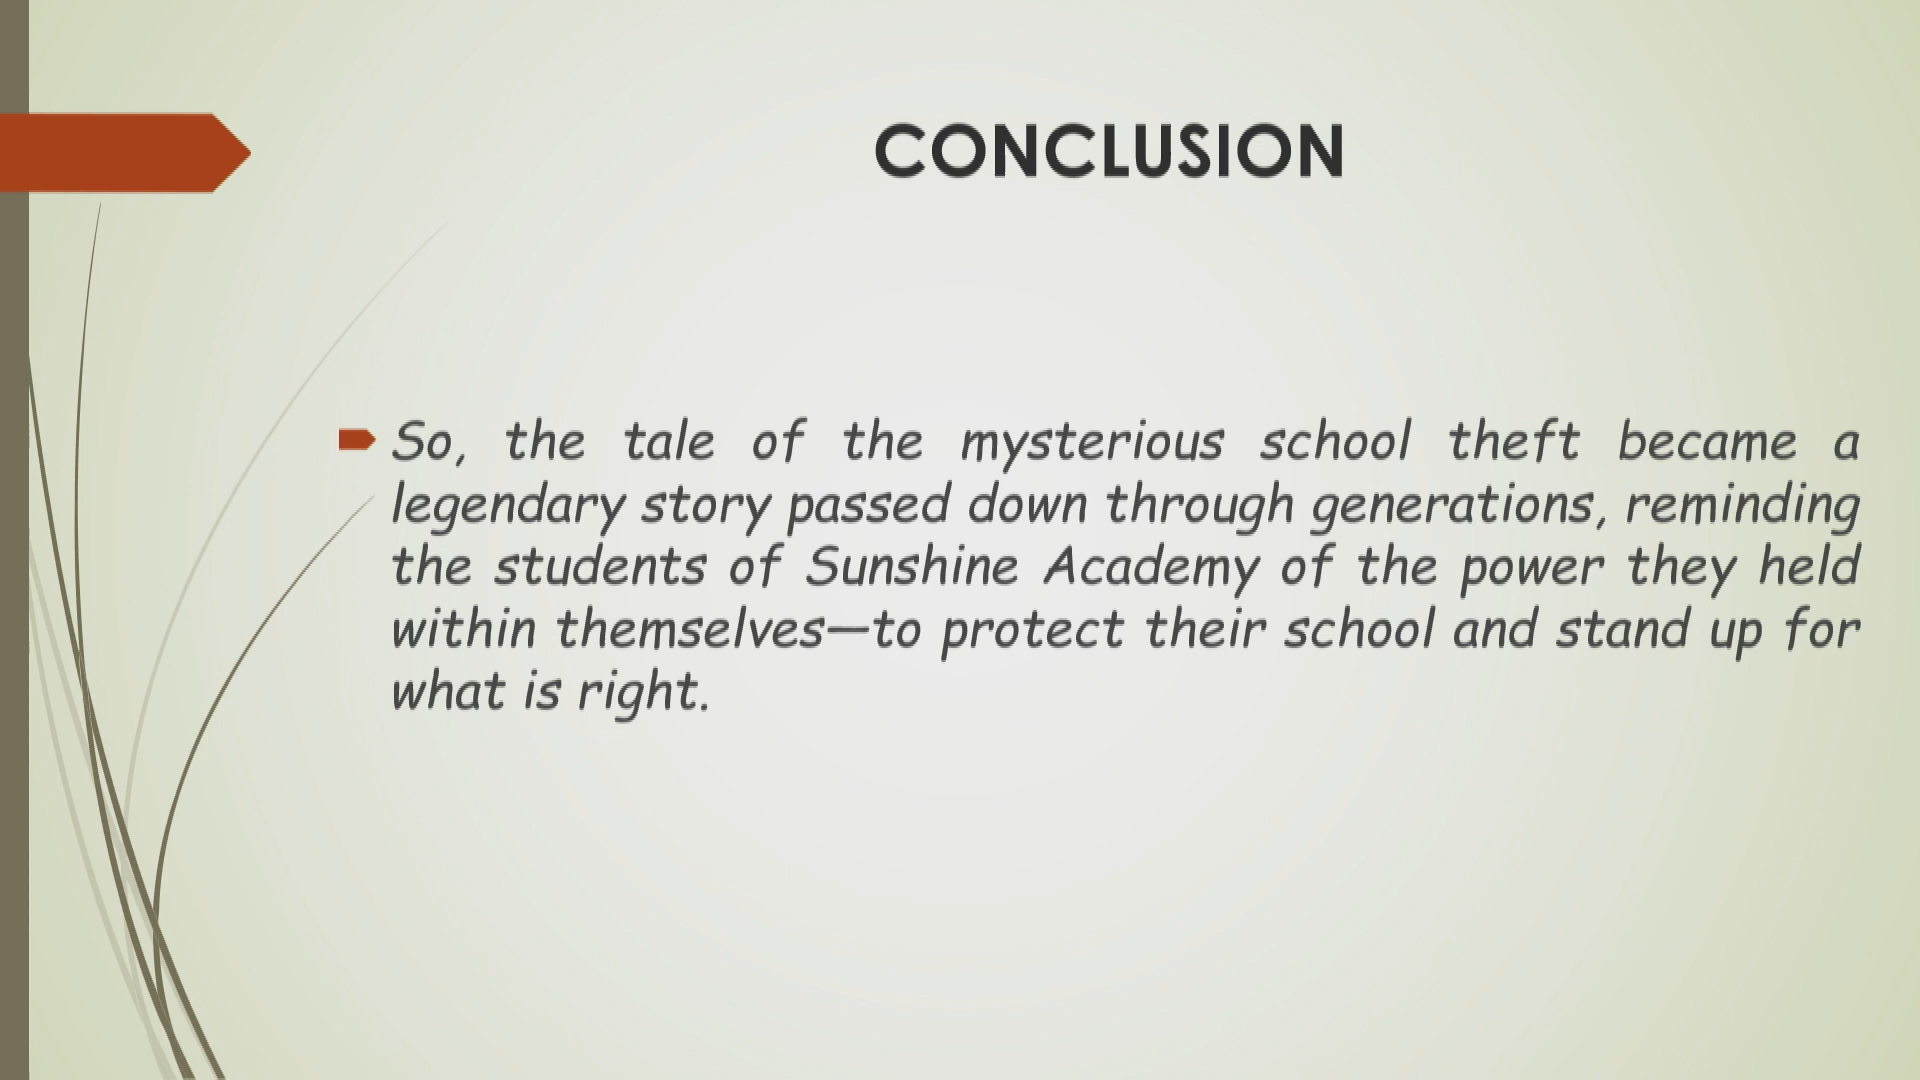 CONCLUSION
So, the tale of the mysterious school theft became a
legendary story passed down through generations, reminding
the students of Sunshine Academy of the power they held
within themselves—to protect their school and stand up for
what is right.